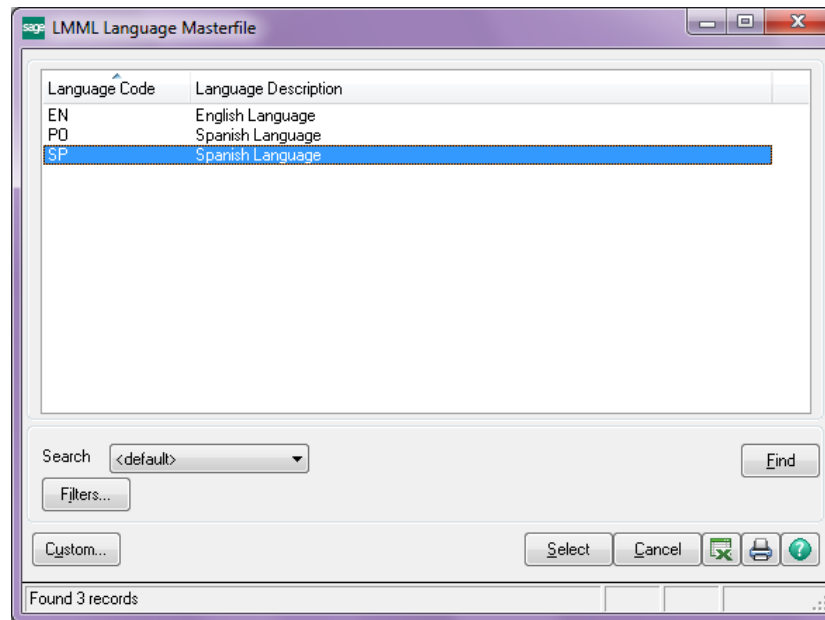 sage LMML Language Masterfile
Language Code Language Description
EN English Language
PO Spanish Language
SP Spanish Language
Search <default>
Find
Filters...
Custom... Select Cancel
Found 3 records